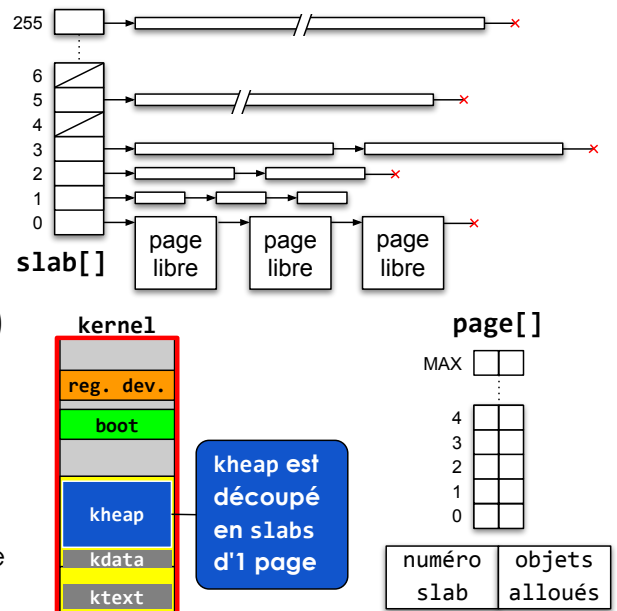 255
6
5
4
3
2
1
0
page
libre
page
libre
page
libre
slab[]
)
kernel
reg. dev.
boot
kheap
kdata
ktext
kheap est
découpé
en slabs
d'1 page
e
page[]
MAX
4
3
2
1
0
numéro
slab
objets
alloués